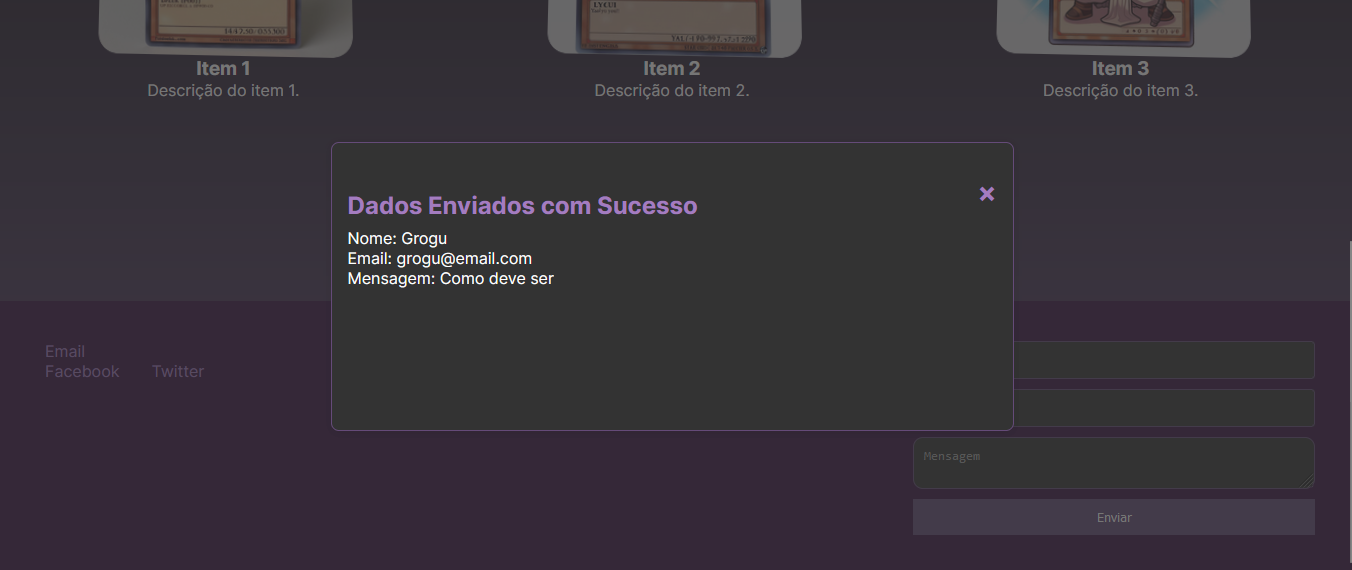 Item 1
Descrição do item 1.
Item 2
Descrição do item 2.
Item 3
Descrição do item 3.
Dados Enviados com Sucesso
×
Nome: Grogu
Email: grogu@email.com
Mensagem: Como deve ser
Email
Facebook Twitter
Mensagem
Enviar